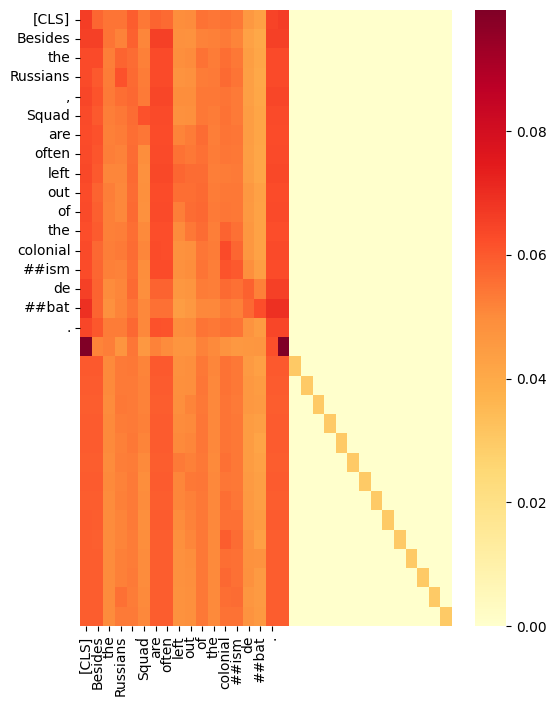 [CLS]
Besides
the
Russians
,
Squad
are
often
left
out
of
the
colonial
##ism
de
##bat
.
0.08
0.06
0.04
0.02
0.00
[CLS]
Besides
the
Russians
,
Squad
are
often
left
out
of
the
colonial
##ism
de
##bat
.